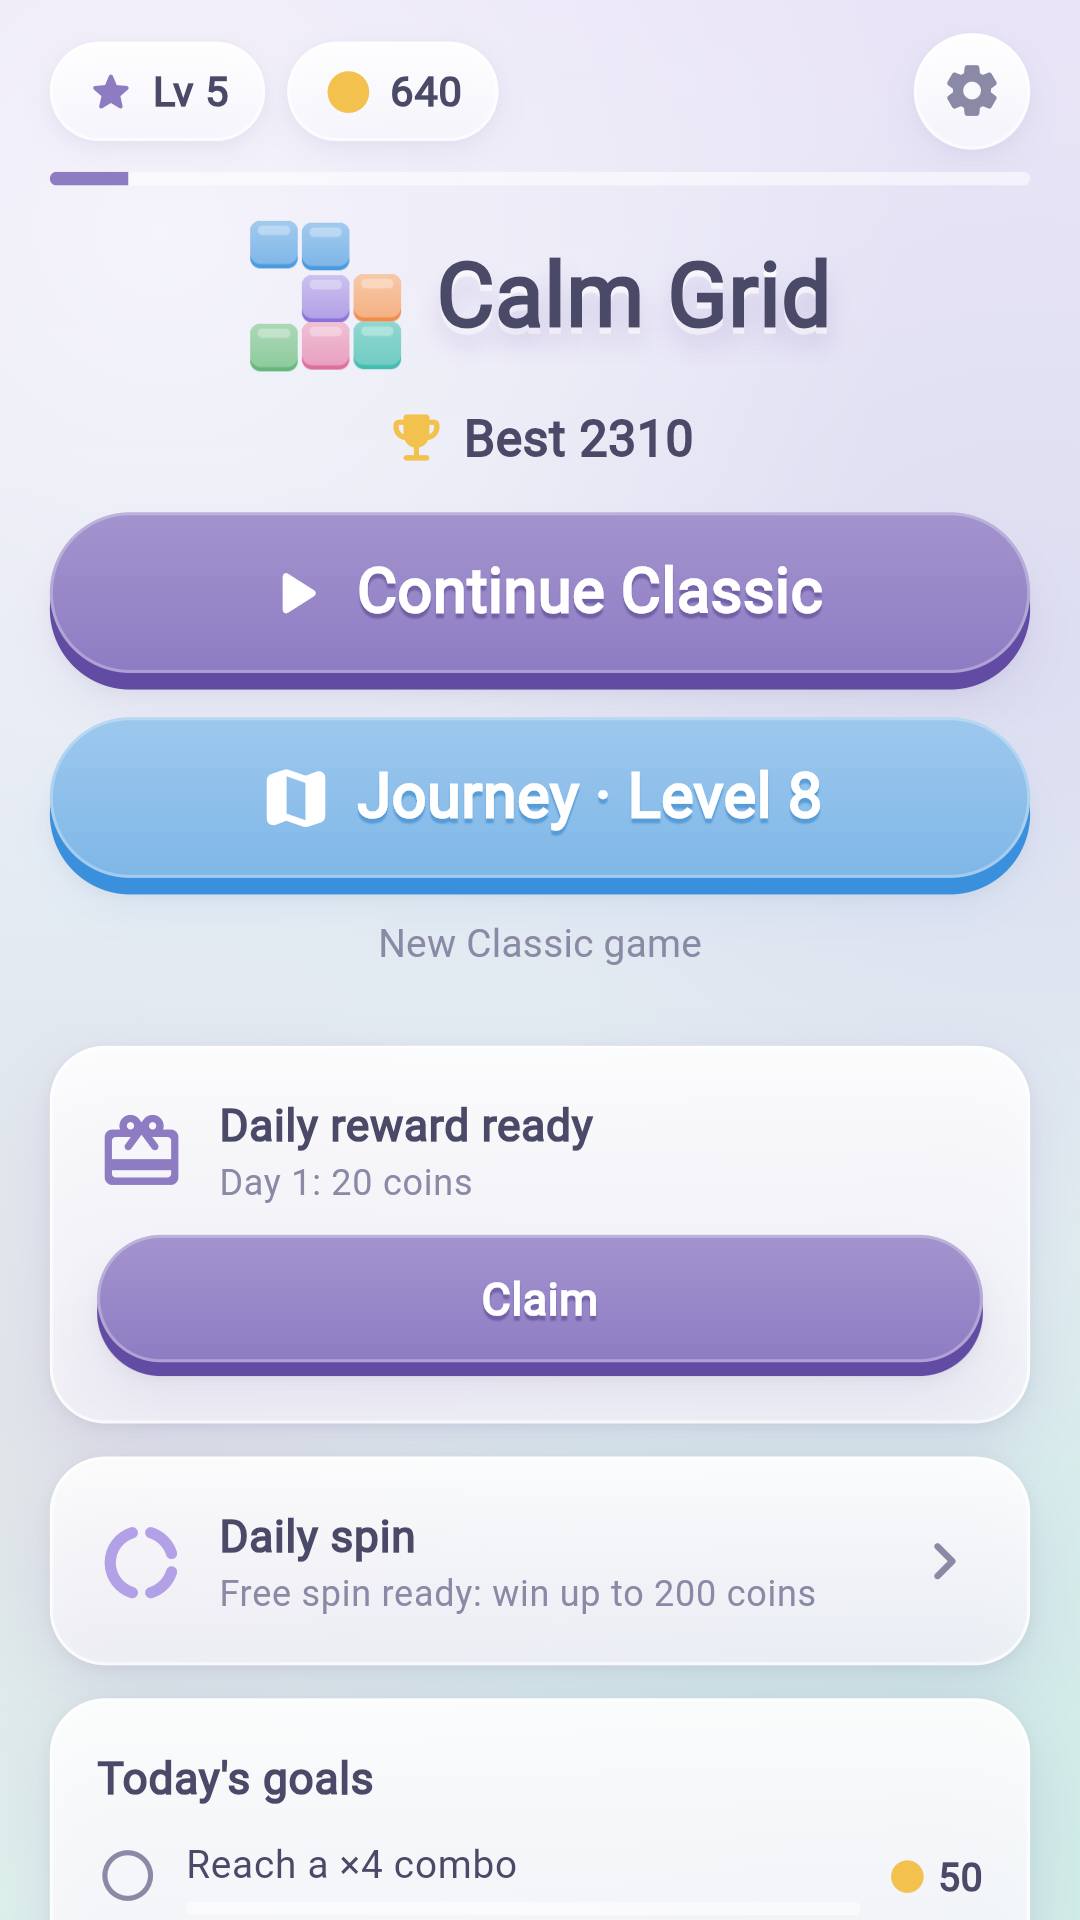 Lv 5
640
Calm Grid
Best 2310
Continue Classic
Journey · Level 8
New Classic game
Daily reward ready
Day 1: 20 coins
Claim
Daily spin
Free spin ready: win up to 200 coins
Today's goals
Reach a ×4 combo
50